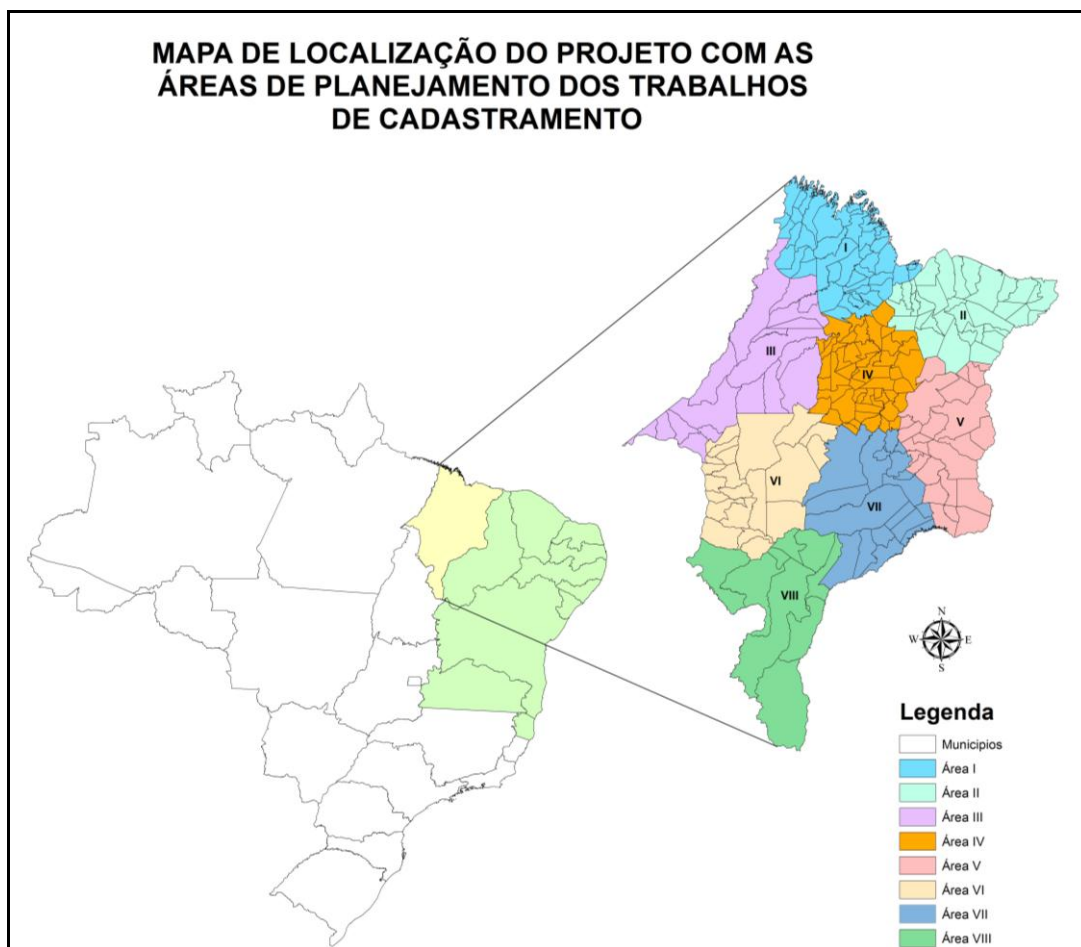 MAPA DE LOCALIZAÇÃO DO PROJETO COM AS
ÁREAS DE PLANEJAMENTO DOS TRABALHOS
DE CADASTRAMENTO
I
II
III
IV
V
VI
VII
VIII
N
W E
S
Legenda
Municipios
Área I
Área II
Área III
Área IV
Área V
Área VI
Área VII
Área VIII